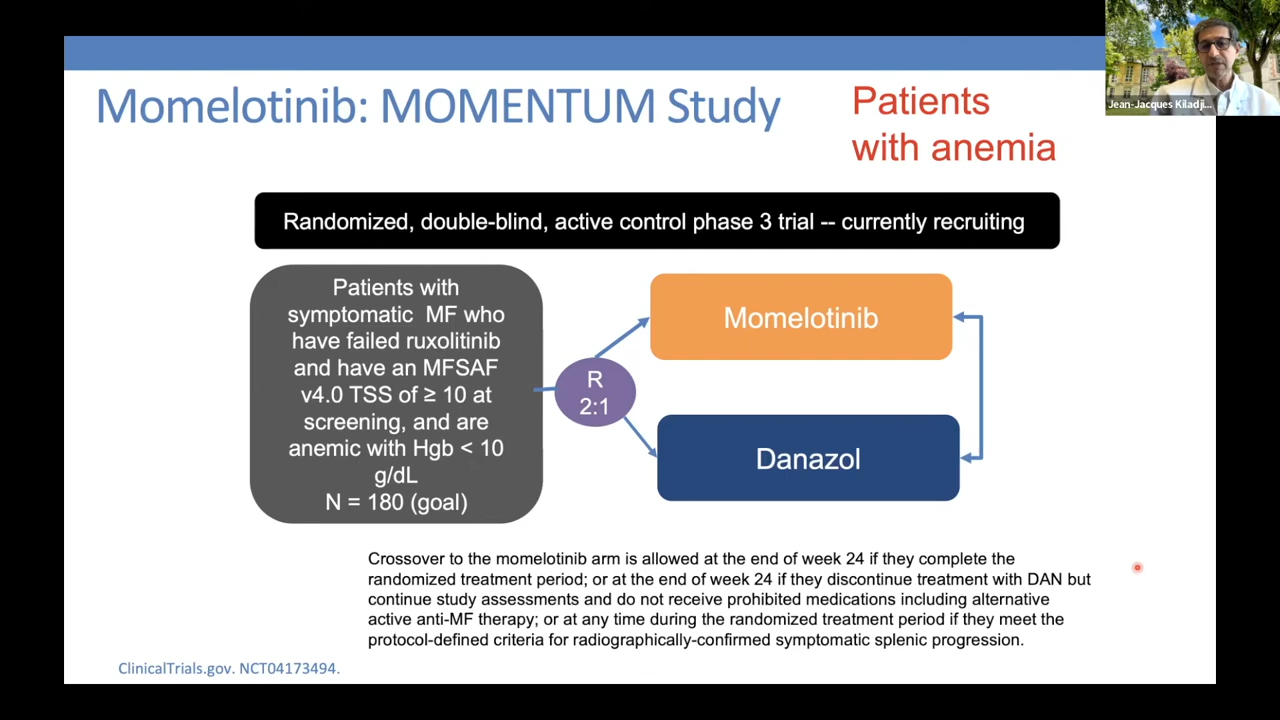 Momelotinib: MOMENTUM Study
Patients
with anemia
Jean-Jacques Kiladji...
Randomized, double-blind, active control phase 3 trial -- currently recruiting
Patients with
symptomatic MF who
have failed ruxolitinib
and have an MFSAF
v4.0 TSS of ≥ 10 at
screening, and are
anemic with Hgb < 10
g/dL
N = 180 (goal)
R
2:1
Momelotinib
Danazol
Crossover to the momelotinib arm is allowed at the end of week 24 if they complete the
randomized treatment period; or at the end of week 24 if they discontinue treatment with DAN but
continue study assessments and do not receive prohibited medications including alternative
active anti-MF therapy; or at any time during the randomized treatment period if they meet the
protocol-defined criteria for radiographically-confirmed symptomatic splenic progression.
ClinicalTrials.gov. NCT04173494.